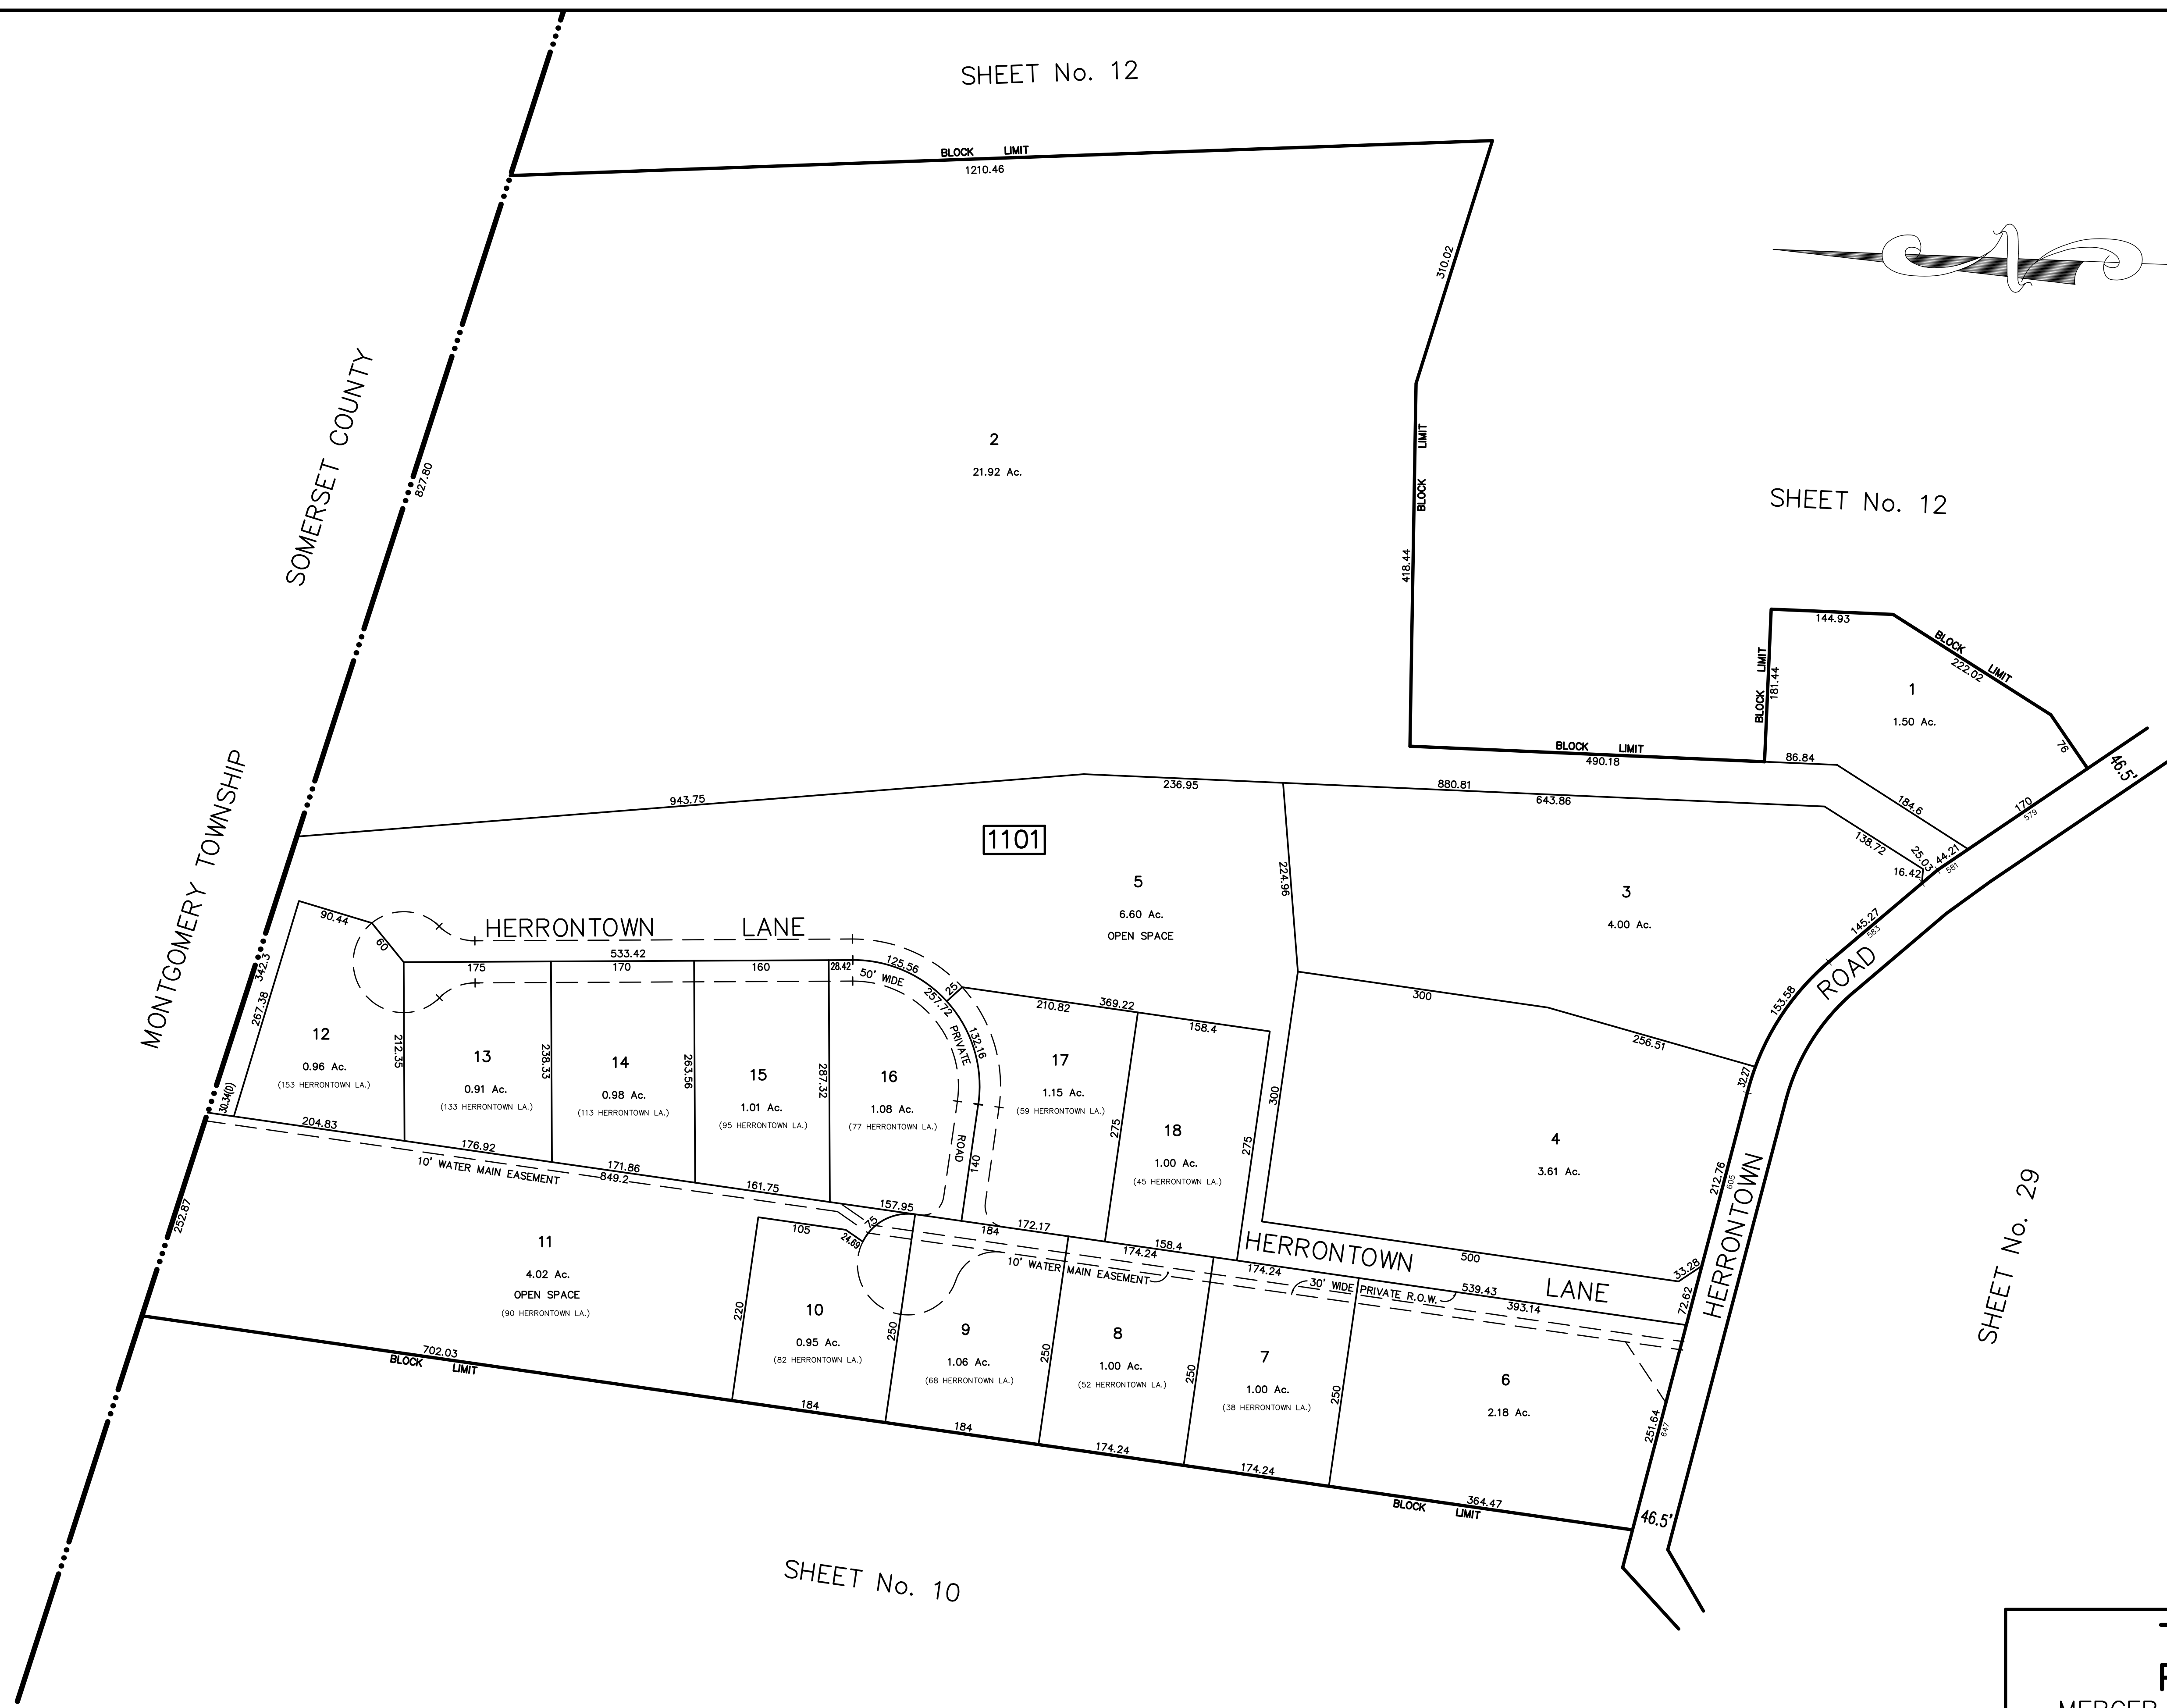 SHEET No. 12
BLOCK LIMIT
1210.46
310.02
N
SOMERSET COUNTY
827.80
2
21.92 Ac.
BLOCK LIMIT
418.44
SHEET No. 12
144.93
BLOCK LIMIT
222.02
BLOCK LIMIT
181.44
1
1.50 Ac.
76
46.5'
BLOCK LIMIT
490.18
86.84
184.6
170
579
MONTGOMERY TOWNSHIP
943.75
236.95
880.81
643.86
138.72
25.03
44.21
581
16.42
1101
5
6.60 Ac.
OPEN SPACE
224.96
3
4.00 Ac.
145.27
583
153.58
HERRONTOWN ROAD
342.3
267.38
30.34(D)
90.44
60
HERRONTOWN LANE
533.42
175
170
160
28.42
50' WIDE
PRIVATE
ROAD
125.56
257.72
25
132.16
140
210.82
369.22
158.4
300
256.51
32.27
12
0.96 Ac.
(153 HERRONTOWN LA.)
212.35
13
0.91 Ac.
(133 HERRONTOWN LA.)
238.33
14
0.98 Ac.
(113 HERRONTOWN LA.)
263.56
15
1.01 Ac.
(95 HERRONTOWN LA.)
287.32
16
1.08 Ac.
(77 HERRONTOWN LA.)
17
1.15 Ac.
(59 HERRONTOWN LA.)
275
18
1.00 Ac.
(45 HERRONTOWN LA.)
275
300
4
3.61 Ac.
212.76
605
204.83
176.92
171.86
161.75
157.95
10' WATER MAIN EASEMENT
849.2
184
172.17
158.4
174.24
174.24
HERRONTOWN LANE
500
33.28
72.62
10' WATER MAIN EASEMENT
30' WIDE PRIVATE R.O.W.
539.43
393.14
252.87
11
4.02 Ac.
OPEN SPACE
(90 HERRONTOWN LA.)
105
24.69
75
220
10
0.95 Ac.
(82 HERRONTOWN LA.)
250
9
1.06 Ac.
(68 HERRONTOWN LA.)
250
8
1.00 Ac.
(52 HERRONTOWN LA.)
250
7
1.00 Ac.
(38 HERRONTOWN LA.)
250
6
2.18 Ac.
251.64
647
SHEET No. 29
702.03
BLOCK LIMIT
184
184
174.24
174.24
364.47
BLOCK LIMIT
46.5'
SHEET No. 10